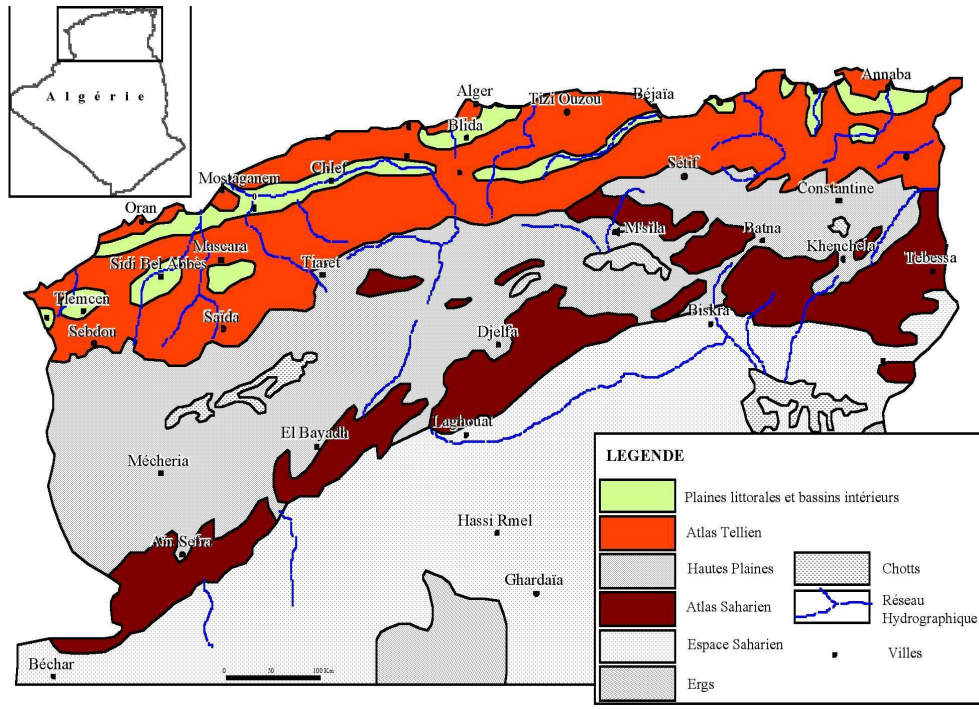 Algérie
Annaba
Alger
Tizi Ouzou
Béjaïa
Blida
Sétif
Chlef
Mostaganem
Constantine
Oran
M'sila
Batna
Mascara
Khenchela
Sidi Bel Abbés
Tiaret
Tebessa
Tlemcen
Biskra
Sebdou
Saïda
Djelfa
Laghouat
El Bayadh
Mécheria
Hassi Rmel
Aïn Sefra
Ghardaïa
Béchar
0 50 100 Km
LEGENDE
Plaines littorales et bassins intérieurs
Atlas Tellien
Hautes Plaines
Chotts
Atlas Saharien
Réseau
Hydrographique
Espace Saharien
Villes
Ergs